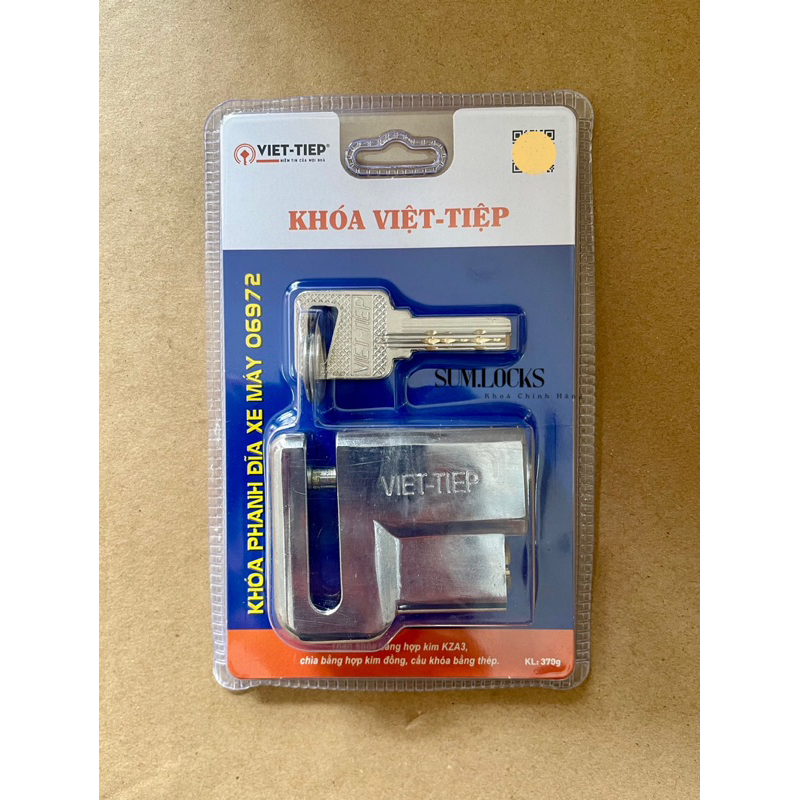 VIET-TIEP®
NIỀM TIN CỦA MỌI NHÀ
KHÓA VIỆT-TIỆP
KHÓA PHANH ĐĨA XE MÁY 06972
VIET-TIEP
SUM.LOCKS
Khoá Chính Hãng
VIET-TIEP
bằng hợp kim KZA3,
chìa bằng hợp kim đồng, cầu khóa bằng thép.
KL: 370g